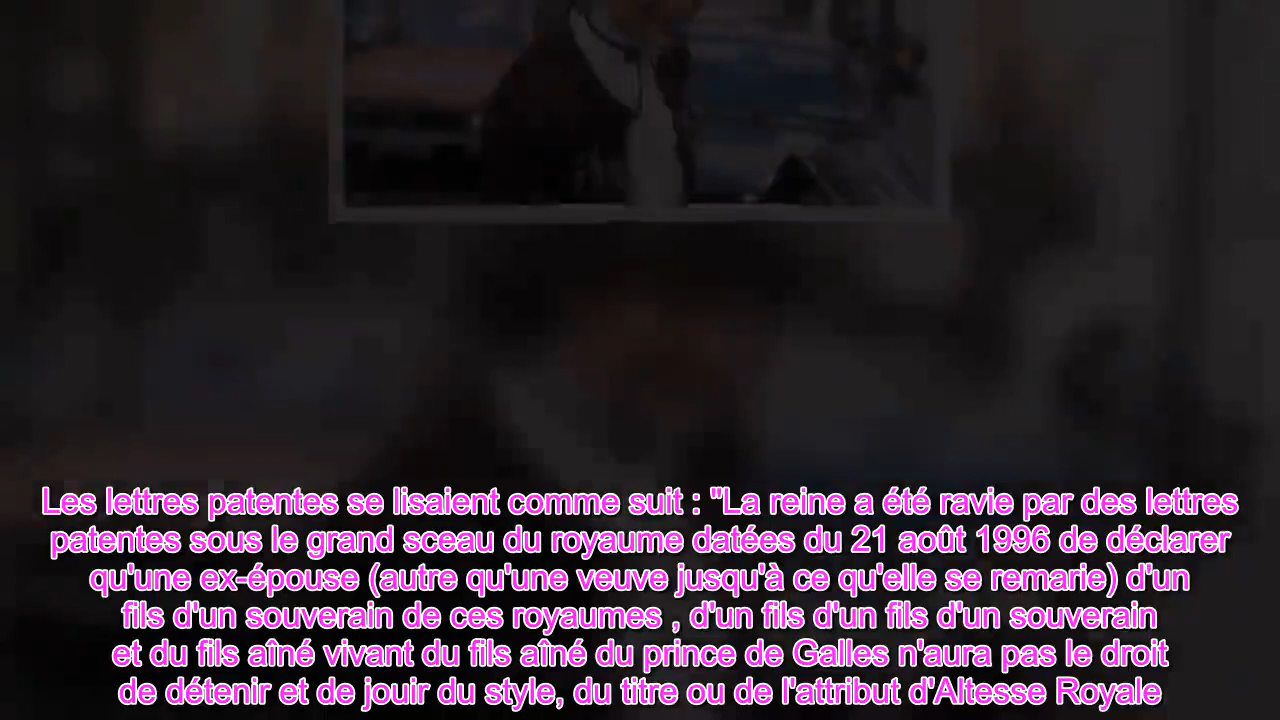 Les lettres patentes se lisaient comme suit : "La reine a été ravie par des lettres
patentes sous le grand sceau du royaume datées du 21 août 1996 de déclarer
qu'une ex-épouse (autre qu'une veuve jusqu'à ce qu'elle se remarie) d'un
fils d'un souverain de ces royaumes , d'un fils d'un fils d'un souverain
et du fils aîné vivant du fils aîné du prince de Galles n'aura pas le droit
de détenir et de jouir du style, du titre ou de l'attribut d'Altesse Royale